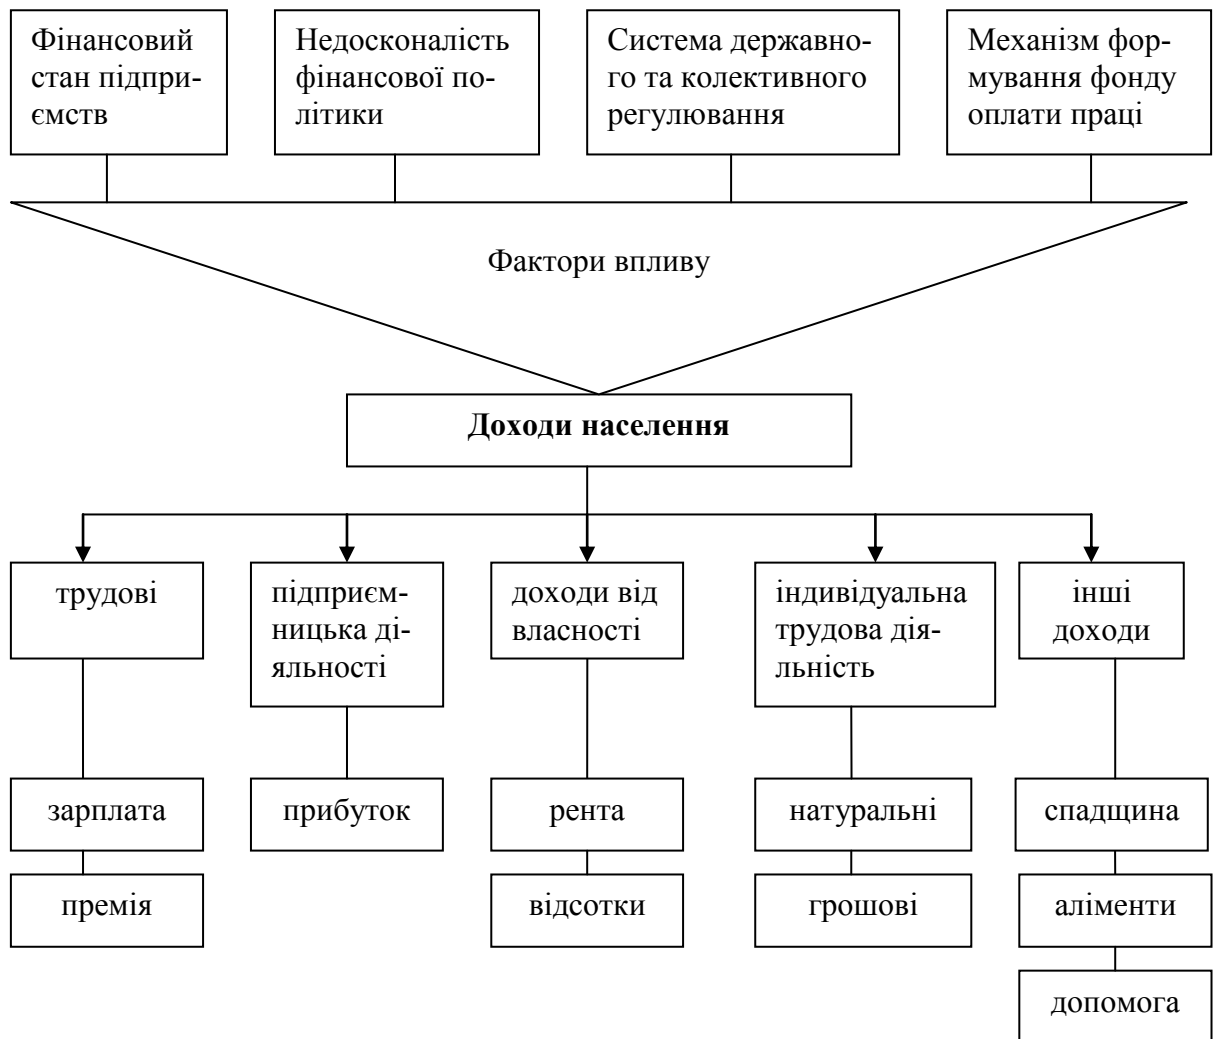 Фінансовий
стан підпри-
ємств
Недосконалість
фінансової по-
літики
Система державно-
го та колективного
регулювання
Механізм фор-
мування фонду
оплати праці
Фактори впливу
Доходи населення
трудові
підприєм-
ницька ді-
яльності
доходи від
власності
індивідуальна
трудова дія-
льність
інші
доходи
зарплата
прибуток
рента
натуральні
спадщина
премія
відсотки
грошові
аліменти
допомога